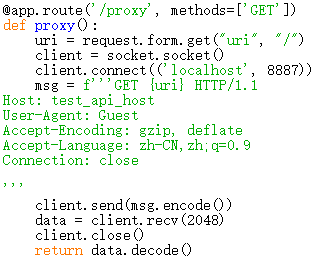 @app.route('/proxy', methods=['GET'])
def proxy():
    uri = request.form.get("uri", "/")
    client = socket.socket()
    client.connect(('localhost', 8887))
    msg = f'''GET {uri} HTTP/1.1
Host: test_api_host
User-Agent: Guest
Accept-Encoding: gzip, deflate
Accept-Language: zh-CN,zh;q=0.9
Connection: close

'''
    client.send(msg.encode())
    data = client.recv(2048)
    client.close()
    return data.decode()